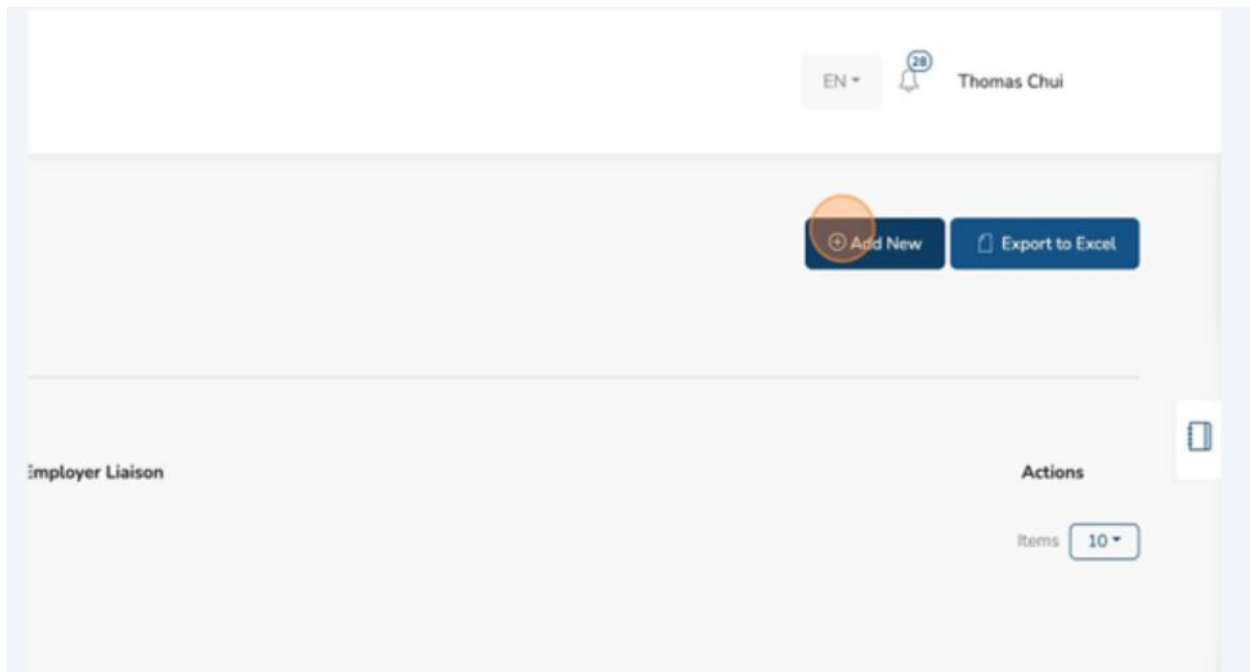 EN
28
Thomas Chui
Add New
Export to Excel
Employer Liaison
Actions
Items 10